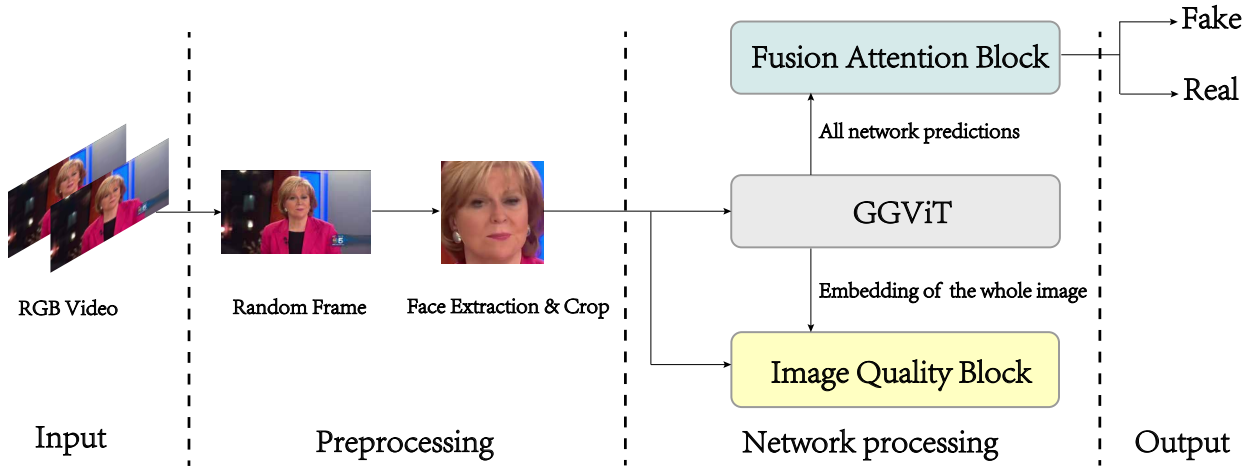 Fake
Fusion Attention Block
Real
All network predictions
GGViT
Embedding of the whole image
RGB Video
Random Frame
Face Extraction & Crop
Image Quality Block
Input
Preprocessing
Network processing
Output